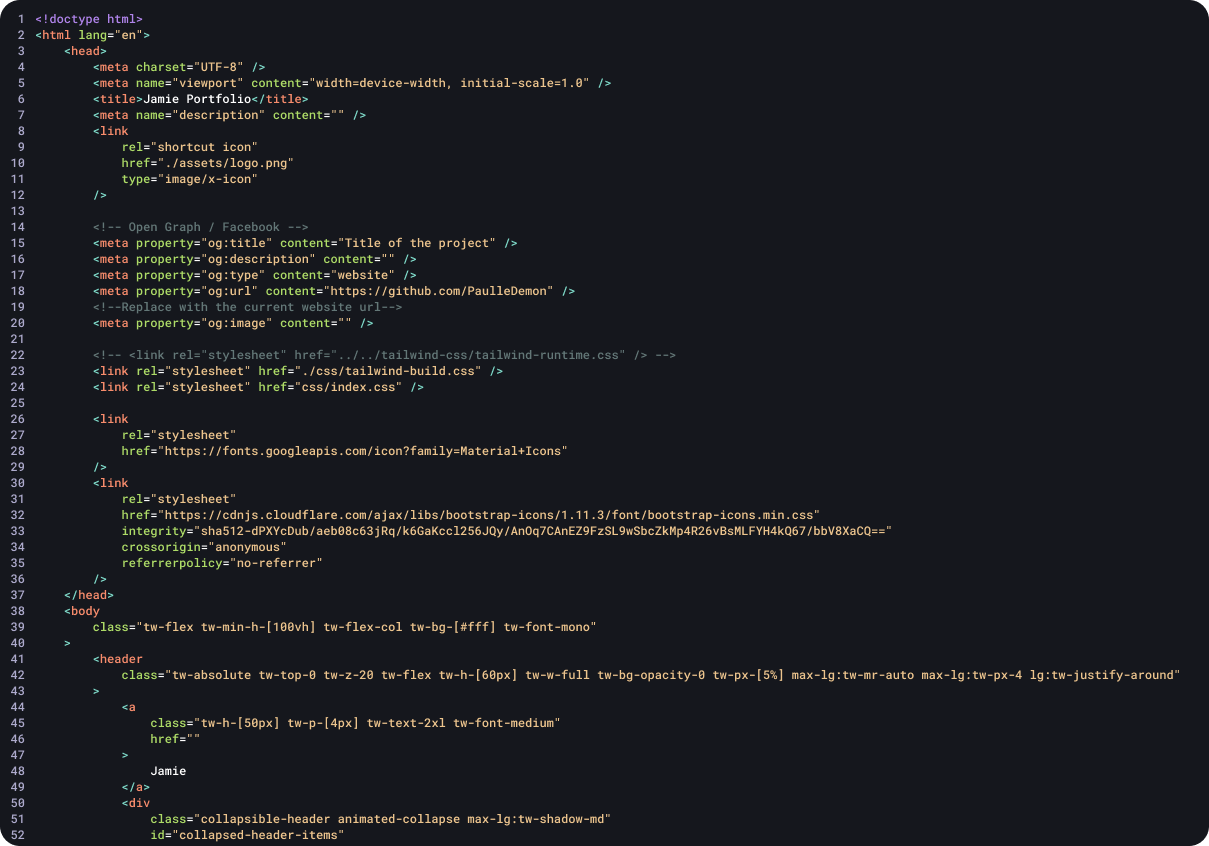 1 <!doctype html>
2 <html lang="en">
3 <head>
4 <meta charset="UTF-8" />
5 <meta name="viewport" content="width=device-width, initial-scale=1.0" />
6 <title>Jamie Portfolio</title>
7 <meta name="description" content="" />
8 <link
9 rel="shortcut icon"
10 href="./assets/logo.png"
11 type="image/x-icon"
12 />
13
14 <!-- Open Graph / Facebook -->
15 <meta property="og:title" content="Title of the project" />
16 <meta property="og:description" content="" />
17 <meta property="og:type" content="website" />
18 <meta property="og:url" content="https://github.com/PaulleDemon" />
19 <!--Replace with the current website url-->
20 <meta property="og:image" content="" />
21
22 <!-- <link rel="stylesheet" href="../../tailwind-css/tailwind-runtime.css" /> -->
23 <link rel="stylesheet" href="./css/tailwind-build.css" />
24 <link rel="stylesheet" href="css/index.css" />
25
26 <link
27 rel="stylesheet"
28 href="https://fonts.googleapis.com/icon?family=Material+Icons"
29 />
30 <link
31 rel="stylesheet"
32 href="https://cdnjs.cloudflare.com/ajax/libs/bootstrap-icons/1.11.3/font/bootstrap-icons.min.css"
33 integrity="sha512-dPXYcDub/aeb08c63jRq/k6GaKccl256JQy/AnOq7CAnEZ9FzSL9wSbcZkMp4R26vBsMLFYH4kQ67/bbV8XaCQ=="
34 crossorigin="anonymous"
35 referrerpolicy="no-referrer"
36 />
37 </head>
38 <body
39 class="tw-flex tw-min-h-[100vh] tw-flex-col tw-bg-[#fff] tw-font-mono"
40 >
41 <header
42 class="tw-absolute tw-top-0 tw-z-20 tw-flex tw-h-[60px] tw-w-full tw-bg-opacity-0 tw-px-[5%] max-lg:tw-mr-auto max-lg:tw-px-4 lg:tw-justify-around"
43 >
44 <a
45 class="tw-h-[50px] tw-p-[4px] tw-text-2xl tw-font-medium"
46 href=""
47 >
48 Jamie
49 </a>
50 <div
51 class="collapsible-header animated-collapse max-lg:tw-shadow-md"
52 id="collapsed-header-items"